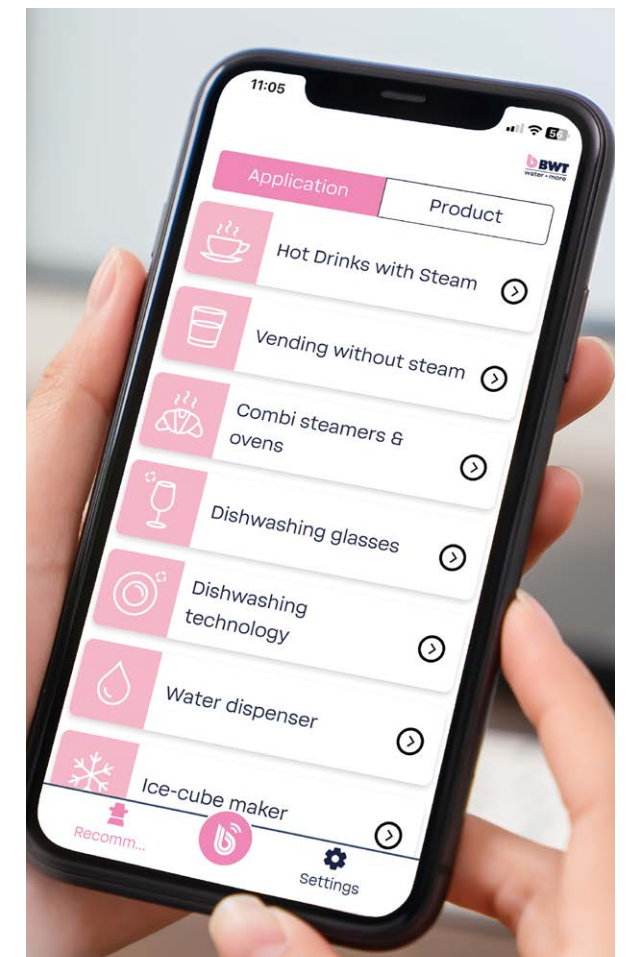 11:05
56
BWT
water + more
Application
Product
Hot Drinks with Steam
Vending without steam
Combi steamers &
ovens
Dishwashing glasses
Dishwashing
technology
Water dispenser
Ice-cube maker
Recomm...
Settings